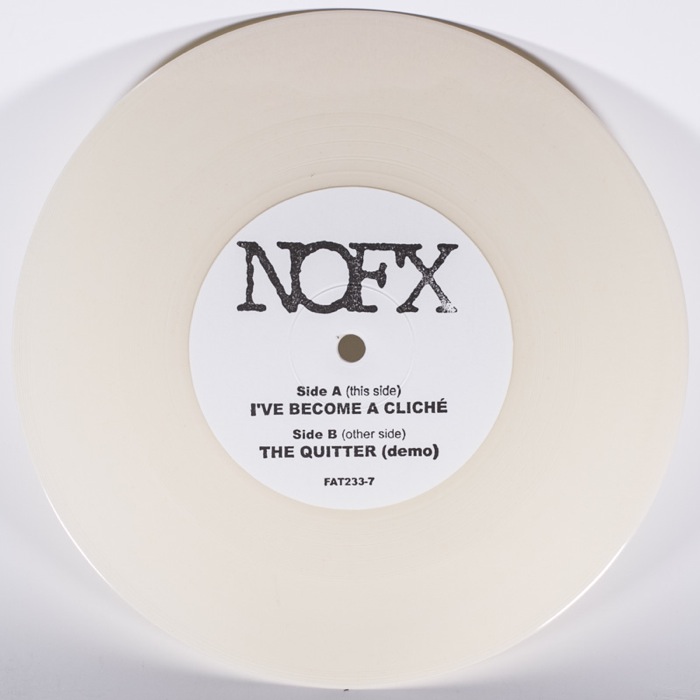 NOFX
Side A (this side)
I'VE BECOME A CLICHÉ
Side B (other side)
THE QUITTER (demo)
FAT233-7